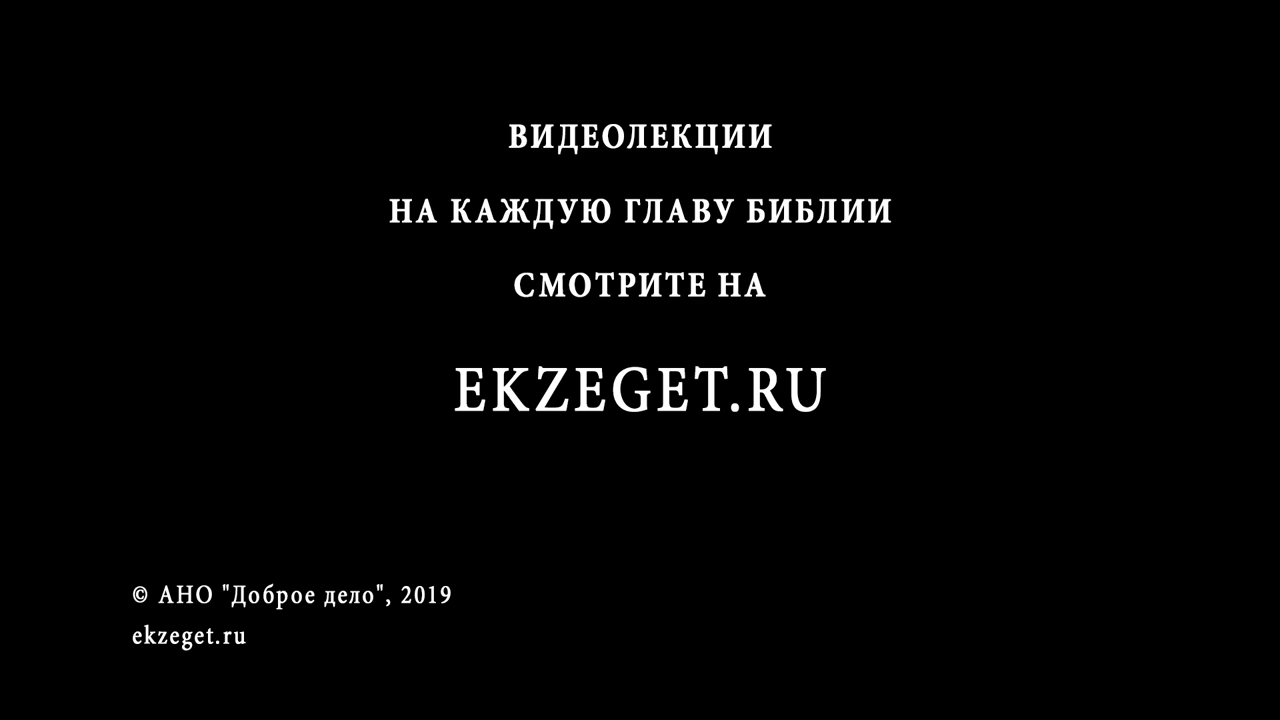 ВИДЕОЛЕКЦИИ
НА КАЖДУЮ ГЛАВУ БИБЛИИ
СМОТРИТЕ НА
EKZEGET.RU
© АНО "Доброе дело", 2019
ekzeget.ru